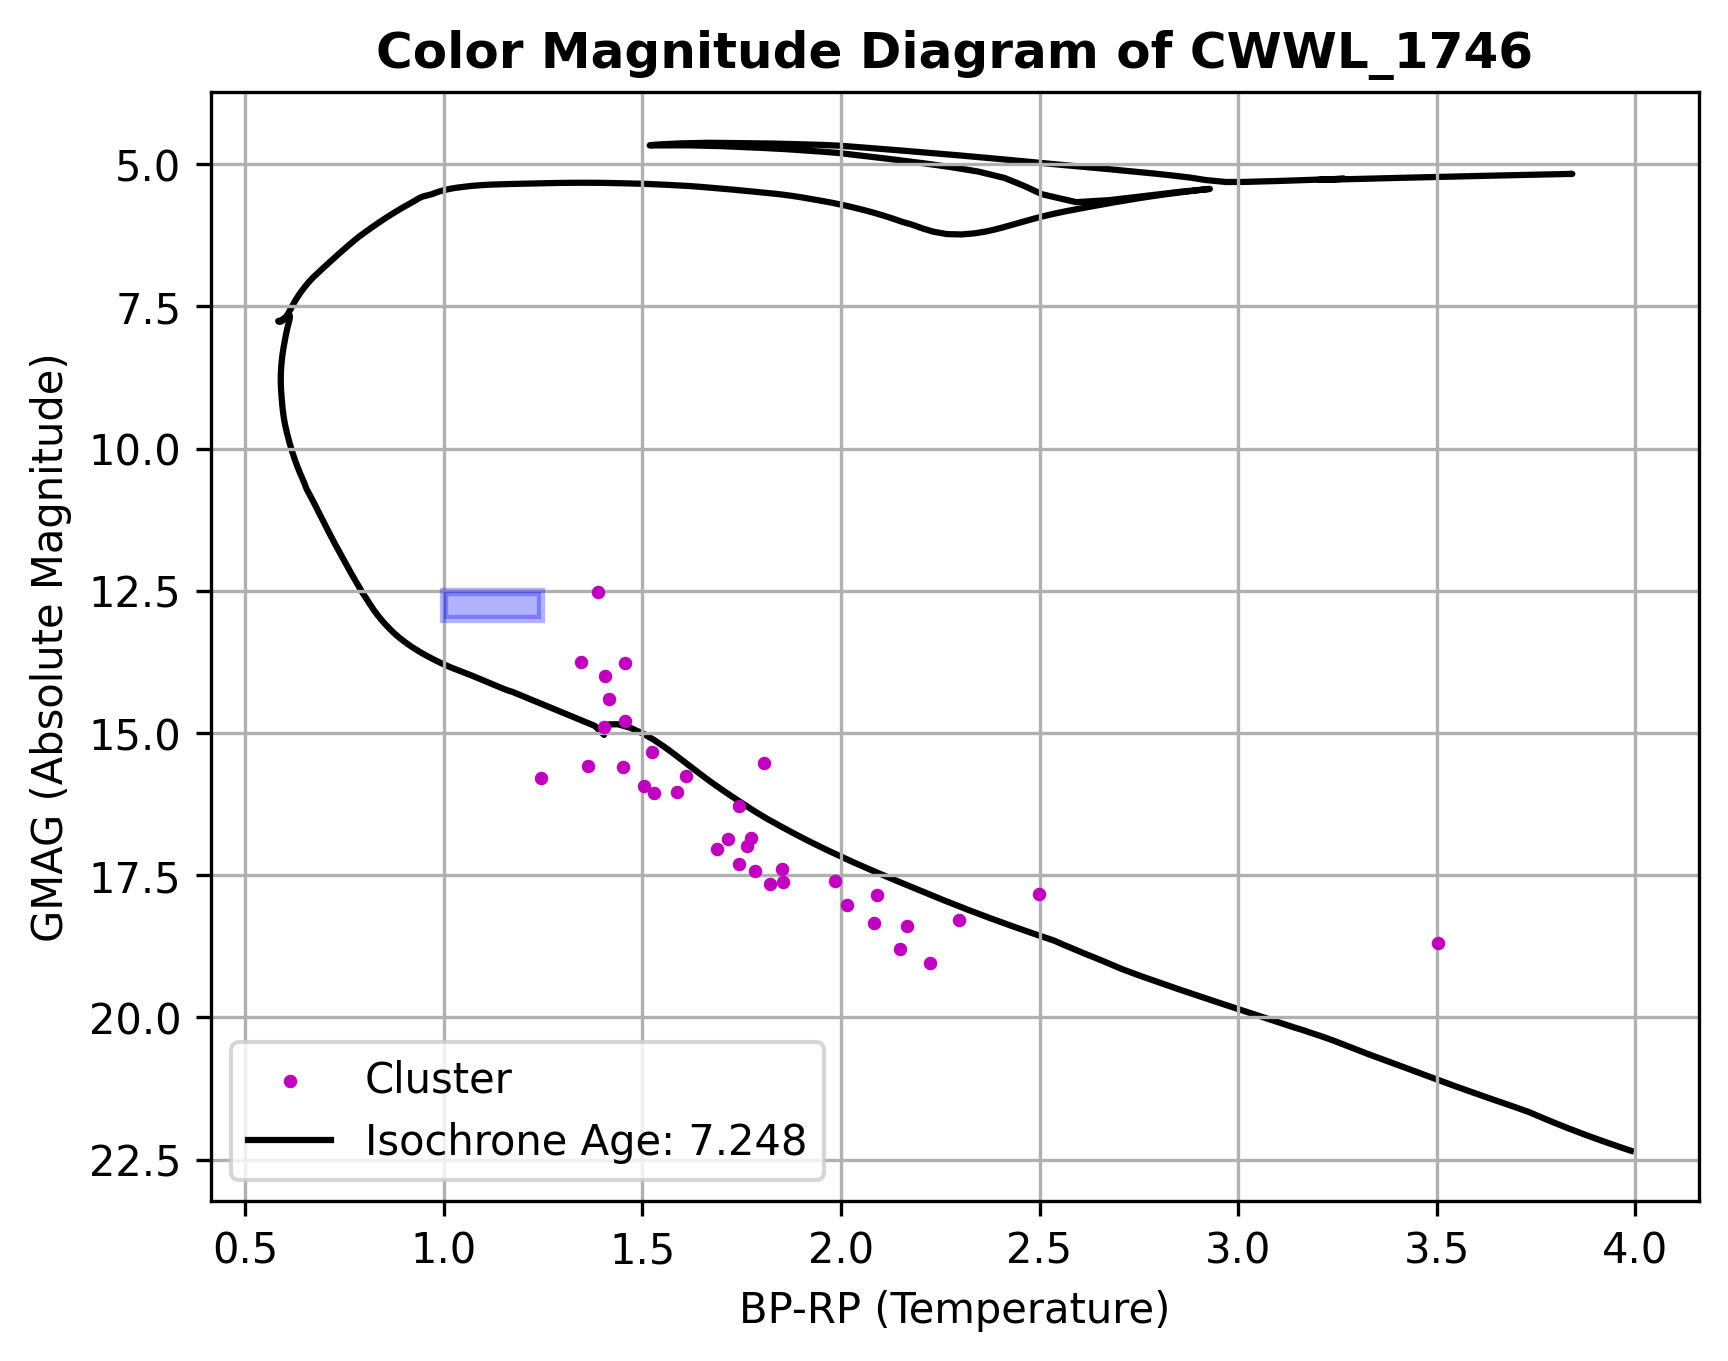 Color Magnitude Diagram of CWWL_1746
GMAG (Absolute Magnitude)
5.0
7.5
10.0
12.5
15.0
17.5
20.0
22.5
Cluster
Isochrone Age: 7.248
0.5 1.0 1.5 2.0 2.5 3.0 3.5 4.0
BP-RP (Temperature)